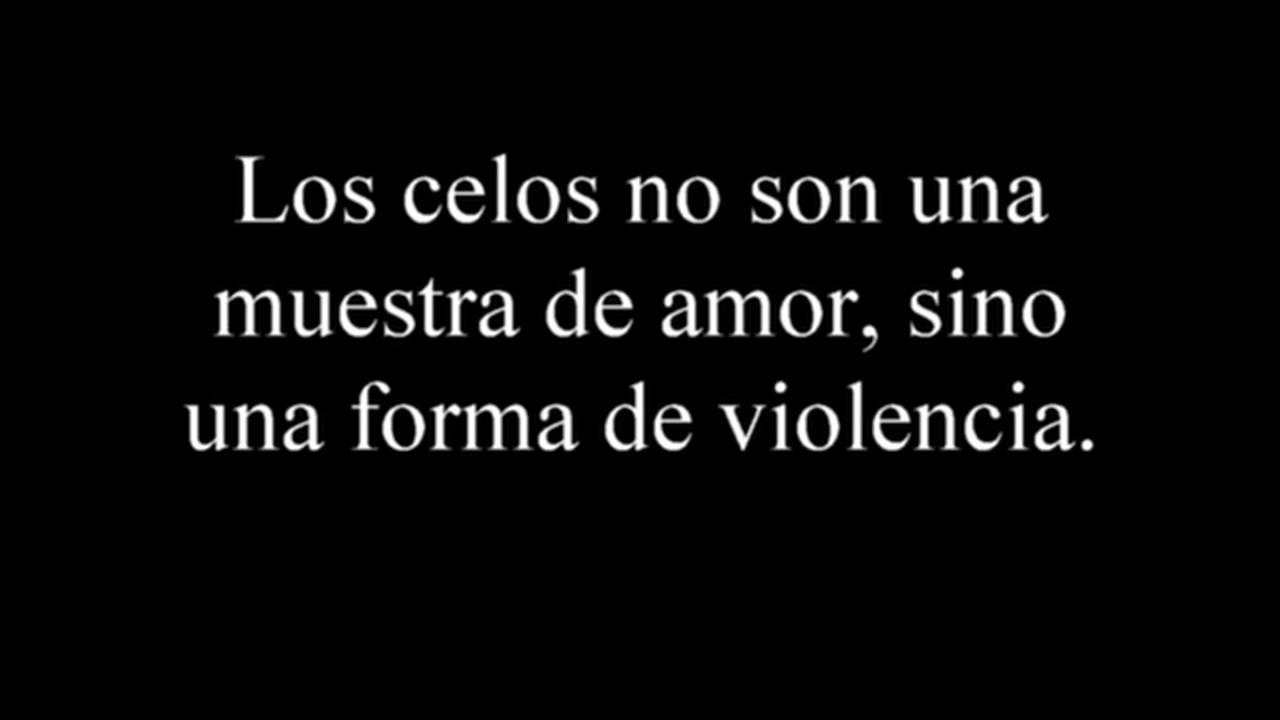 Los celos no son una
muestra de amor, sino
una forma de violencia.